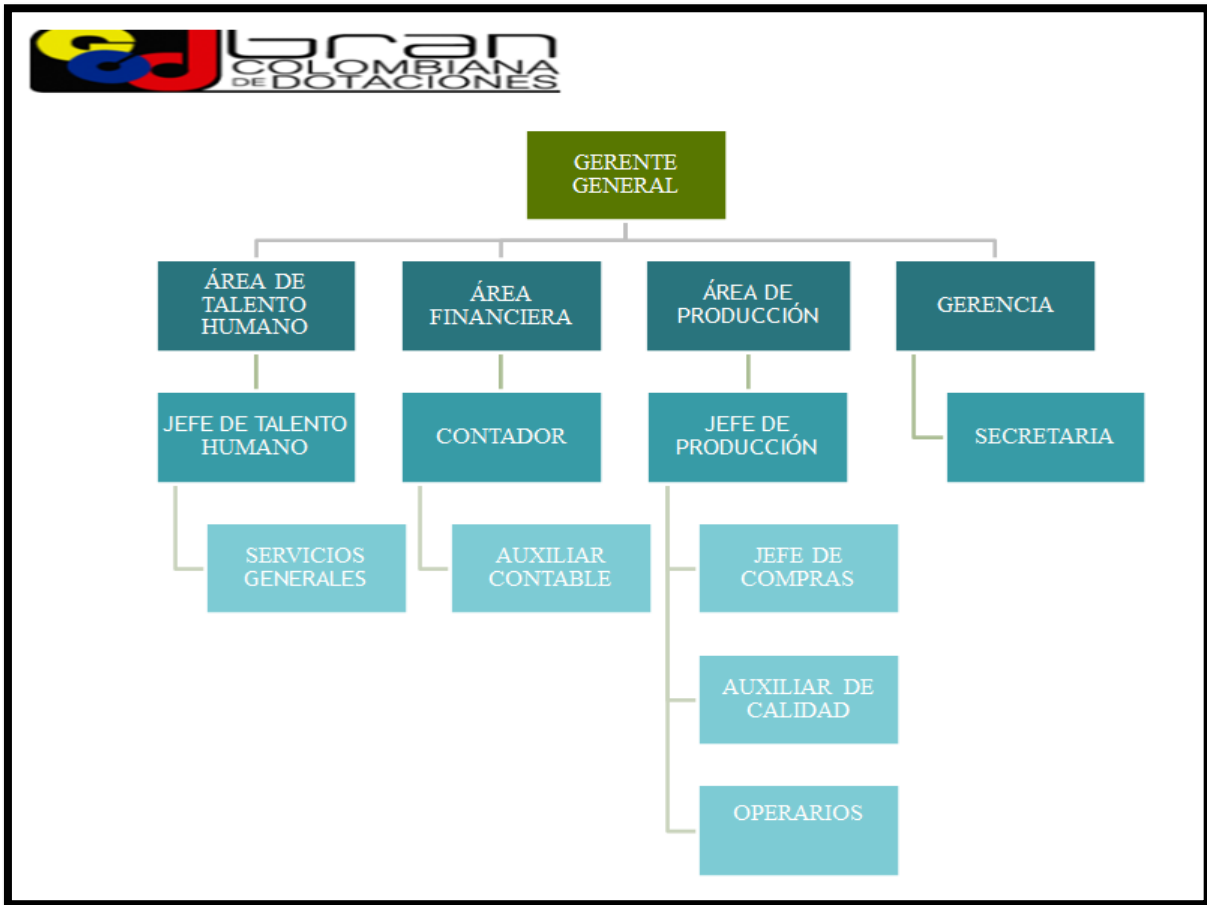 Gran
COLOMBIANA
DE DOTACIONES
GERENTE
GENERAL
ÁREA DE
TALENTO
HUMANO
ÁREA
FINANCIERA
ÁREA DE
PRODUCCIÓN
GERENCIA
JEFE DE TALENTO
HUMANO
CONTADOR
JEFE DE
PRODUCCIÓN
SECRETARIA
SERVICIOS
GENERALES
AUXILIAR
CONTABLE
JEFE DE
COMPRAS
AUXILIAR DE
CALIDAD
OPERARIOS